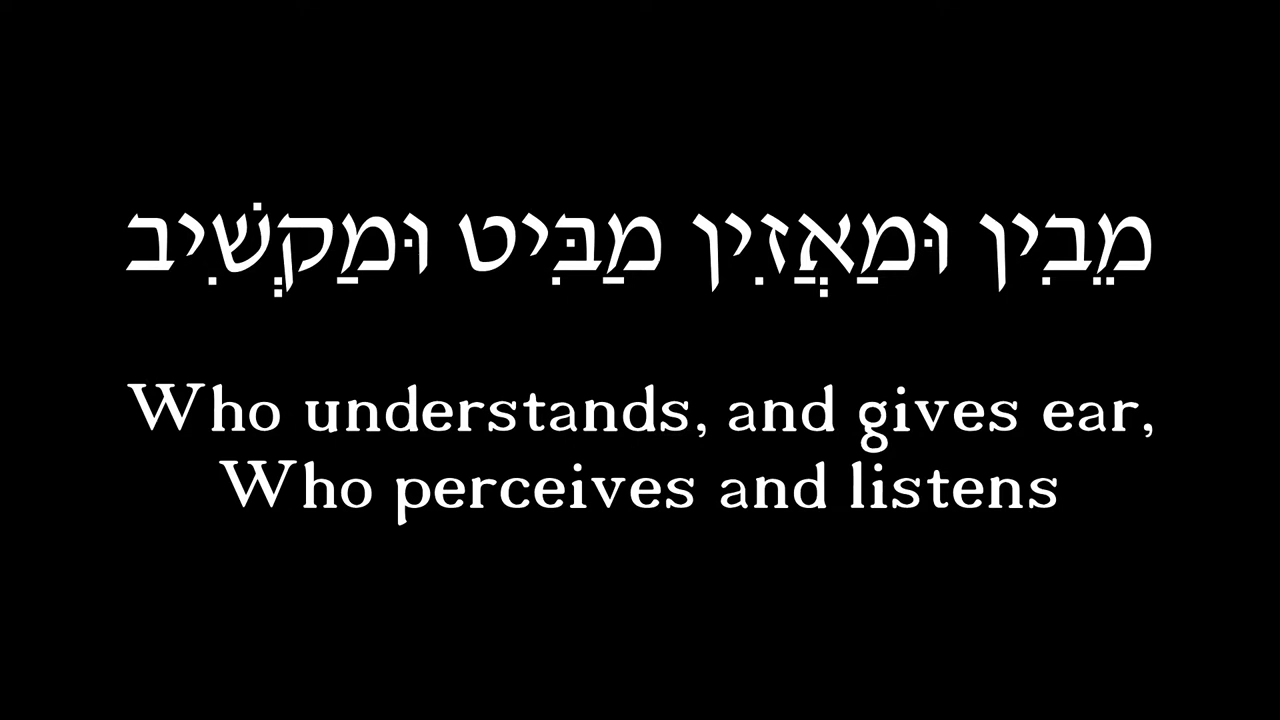 מֵבִין וּמַאֲזִין מַבִּיט וּמַקְשִׁיב
Who understands, and gives ear,
Who perceives and listens